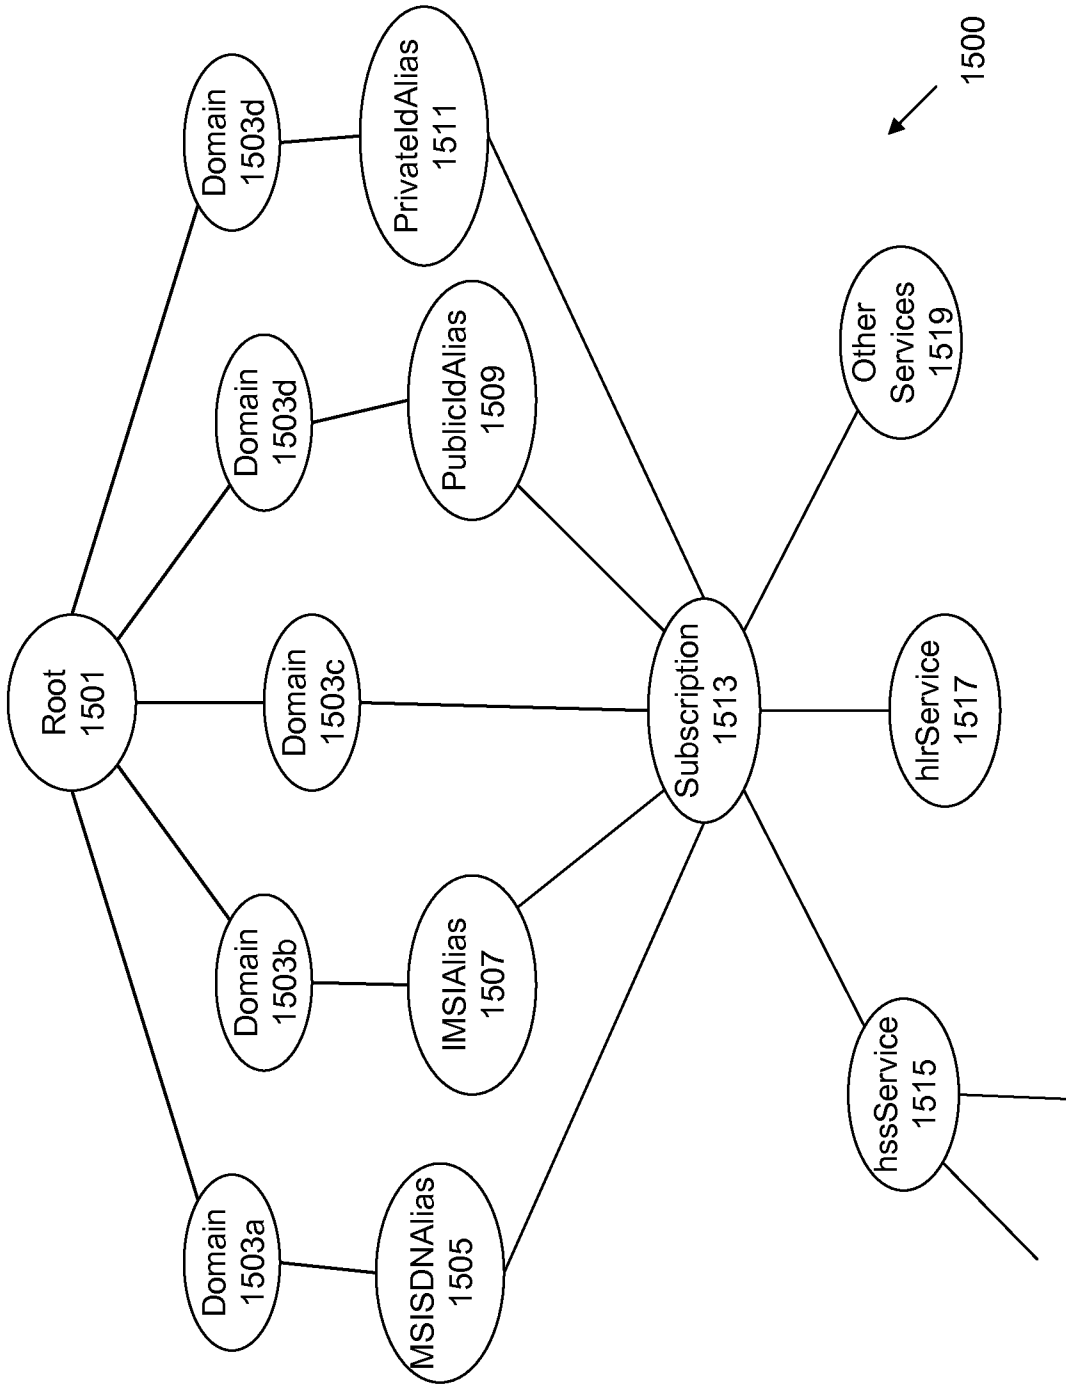 Root
1501
Domain
1503a
Domain
1503b
Domain
1503c
Domain
1503d
Domain
1503d
MSISDNAlias
1505
IMSIAlias
1507
PublicIdAlias
1509
PrivateIdAlias
1511
Subscription
1513
hssService
1515
hlrService
1517
Other
Services
1519
1500